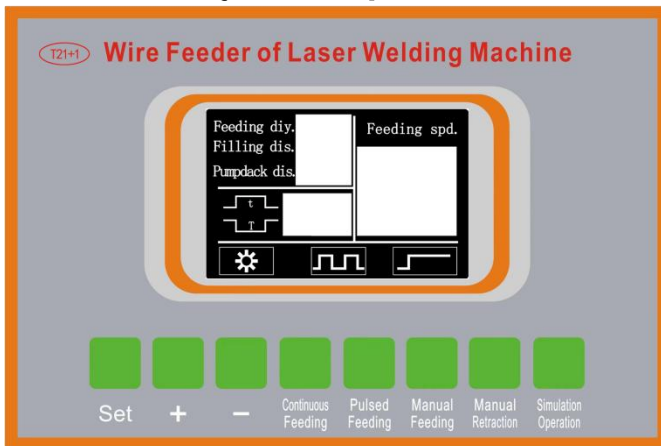 T21+1 Wire Feeder of Laser Welding Machine
Feeding diy.
Filling dis.
Pumpdack dis.
Feeding spd.
t
T
Set
+
−
Continuous
Feeding
Pulsed
Feeding
Manual
Feeding
Manual
Retraction
Simulation
Operation